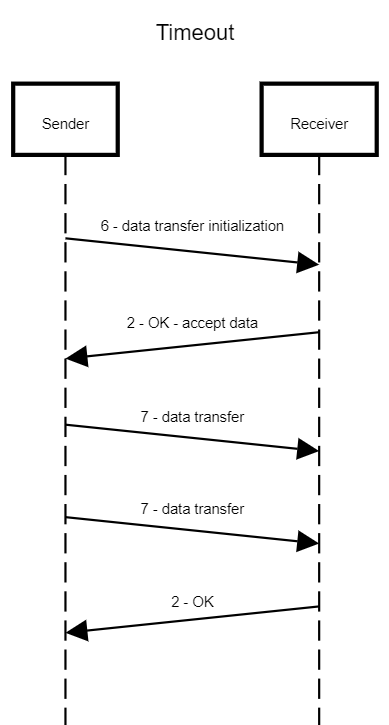 Timeout
Sender
Receiver
6 - data transfer initialization
2 - OK - accept data
7 - data transfer
7 - data transfer
2 - OK